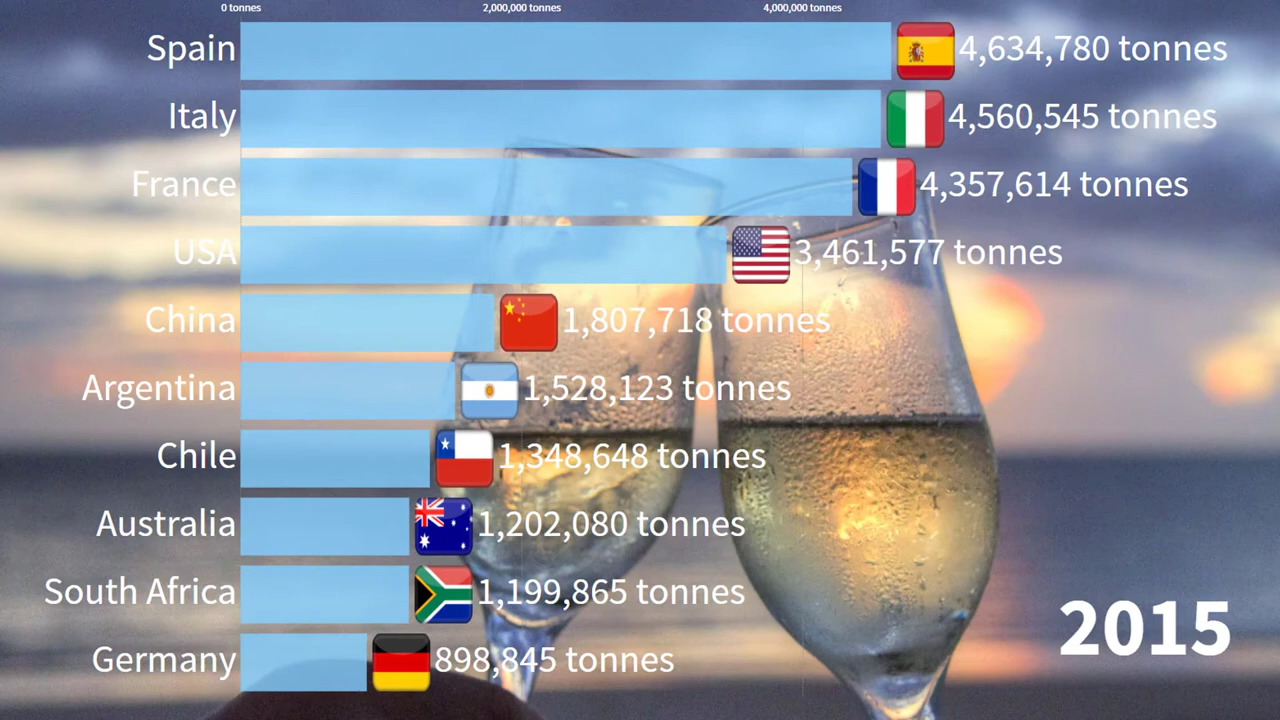 0 tonnes 2,000,000 tonnes 4,000,000 tonnes
Spain 4,634,780 tonnes
Italy 4,560,545 tonnes
France 4,357,614 tonnes
USA 3,461,577 tonnes
China 1,807,718 tonnes
Argentina 1,528,123 tonnes
Chile 1,348,648 tonnes
Australia 1,202,080 tonnes
South Africa 1,199,865 tonnes
Germany 898,845 tonnes
2015